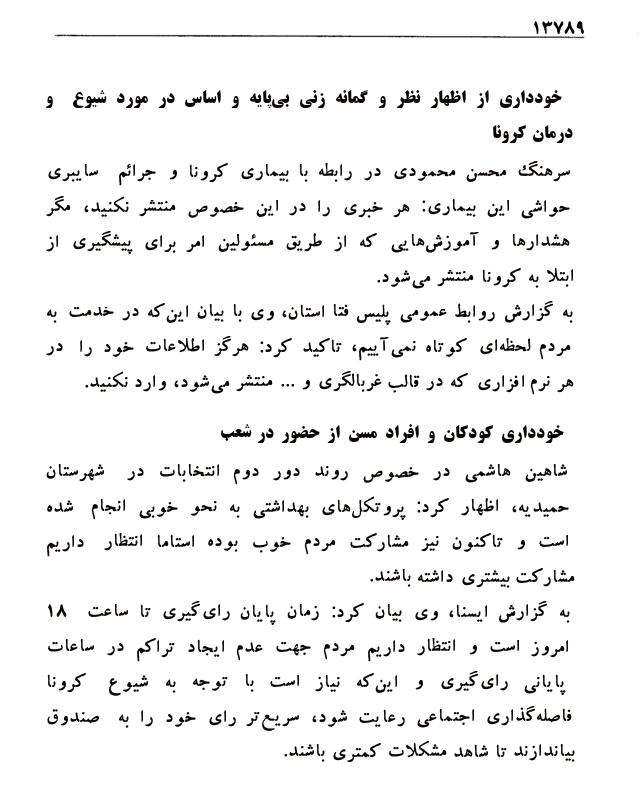 ۱۳۷۸۹
خودداری از اظهار نظر و گمانه زنی بی‌پایه و اساس در مورد شیوع و
درمان کرونا
سرهنگ محسن محمودی در رابطه با بیماری کرونا و جرائم سایبری
حواشی این بیماری: هر خبری را در این خصوص منتشر نکنید، مگر
هشدارها و آموزش‌هایی که از طریق مسئولین امر برای پیشگیری از
ابتلا به کرونا منتشر می‌شود.
به گزارش روابط عمومی پلیس فتا استان، وی با بیان این‌که در خدمت به
مردم لحظه‌ای کوتاه نمی‌آییم، تاکید کرد: هرگز اطلاعات خود را در
هر نرم افزاری که در قالب غربالگری و ... منتشر می‌شود، وارد نکنید.
خودداری کودکان و افراد مسن از حضور در شعب
شاهین هاشمی در خصوص روند دور دوم انتخابات در شهرستان
حمیدیه، اظهار کرد: پروتکل‌های بهداشتی به نحو خوبی انجام شده
است و تاکنون نیز مشارکت مردم خوب بوده استاما انتظار داریم
مشارکت بیشتری داشته باشند.
به گزارش ایسنا، وی بیان کرد: زمان پایان رای‌گیری تا ساعت ۱۸
امروز است و انتظار داریم مردم جهت عدم ایجاد تراکم در ساعات
پایانی رای‌گیری و این‌که نیاز است با توجه به شیوع کرونا
فاصله‌گذاری اجتماعی رعایت شود، سریع‌تر رای خود را به صندوق
بیاندازند تا شاهد مشکلات کمتری باشند.